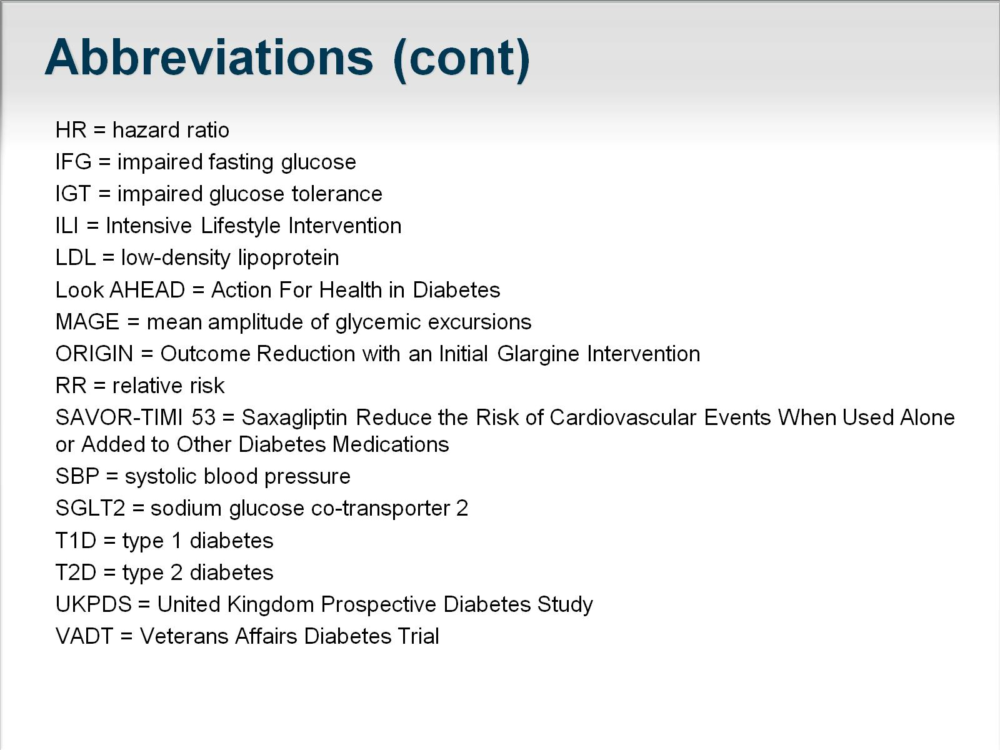 Abbreviations (cont)
HR = hazard ratio
IFG = impaired fasting glucose
IGT = impaired glucose tolerance
ILI = Intensive Lifestyle Intervention
LDL = low-density lipoprotein
Look AHEAD = Action For Health in Diabetes
MAGE = mean amplitude of glycemic excursions
ORIGIN = Outcome Reduction with an Initial Glargine Intervention
RR = relative risk
SAVOR-TIMI 53 = Saxagliptin Reduce the Risk of Cardiovascular Events When Used Alone
or Added to Other Diabetes Medications
SBP = systolic blood pressure
SGLT2 = sodium glucose co-transporter 2
T1D = type 1 diabetes
T2D = type 2 diabetes
UKPDS = United Kingdom Prospective Diabetes Study
VADT = Veterans Affairs Diabetes Trial